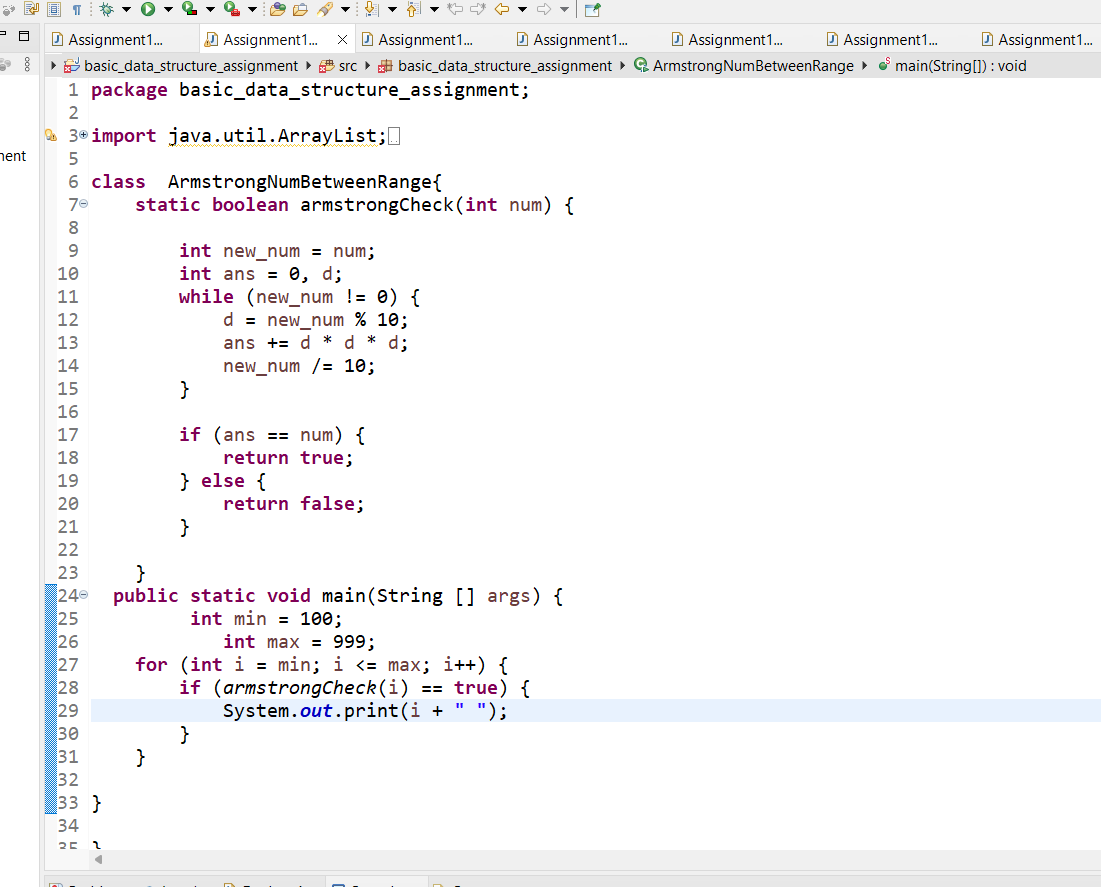 Assignment1... Assignment1... Assignment1... Assignment1... Assignment1... Assignment1... Assignment1...
basic_data_structure_assignment src basic_data_structure_assignment ArmstrongNumBetweenRange main(String[]) : void
nent
1 package basic_data_structure_assignment;
2
3 import java.util.ArrayList;
5
6 class  ArmstrongNumBetweenRange{
7     static boolean armstrongCheck(int num) {
8
9         int new_num = num;
10         int ans = 0, d;
11         while (new_num != 0) {
12             d = new_num % 10;
13             ans += d * d * d;
14             new_num /= 10;
15         }
16
17         if (ans == num) {
18             return true;
19         } else {
20             return false;
21         }
22
23     }
24   public static void main(String [] args) {
25          int min = 100;
26             int max = 999;
27     for (int i = min; i <= max; i++) {
28         if (armstrongCheck(i) == true) {
29             System.out.print(i + " ");
30         }
31     }
32
33 }
34
35 }